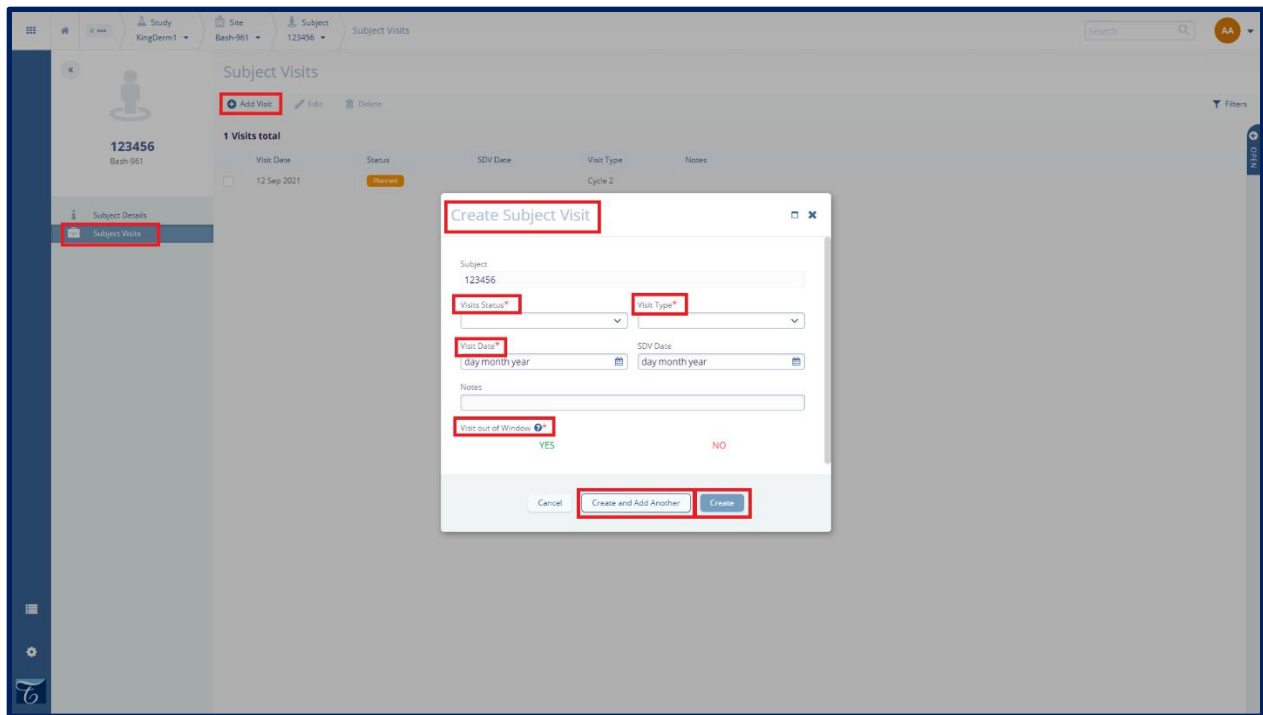 Study
Site
Subject
KingDerm1
Bash-961
123456
Subject Visits
Search
AA
Subject Visits
Add Visit
Edit
Delete
Filters
OPEN
123456
Bash-961
1 Visits total
Visit Date Status SDV Date Visit Type Notes
12 Sep 2021 Planned Cycle 2
Subject Details
Subject Visits
Create Subject Visit
Subject
123456
Visits Status* Visit Type*
Visit Date* SDV Date
day month year day month year
Notes
Visit out of Window ?*
YES NO
Cancel Create and Add Another Create